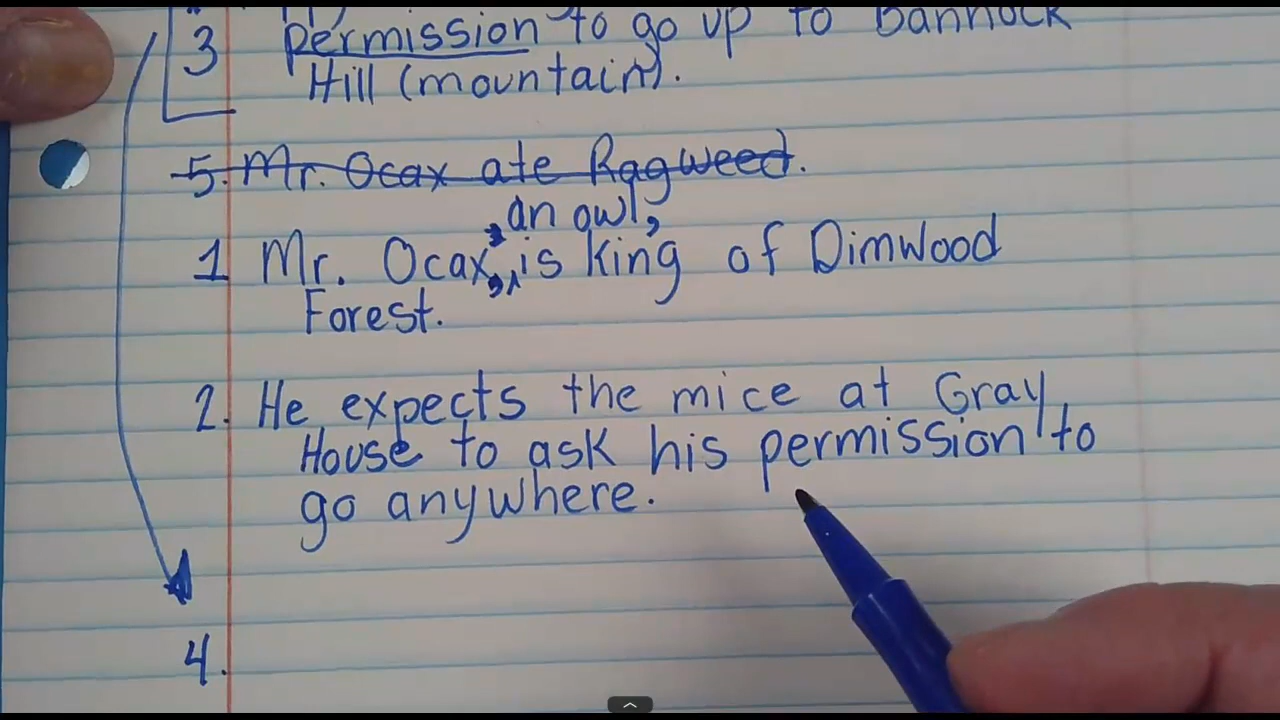 3 permission to go up to Bannock
Hill (mountain).
5. Mr. Ocax ate Ragweed.
an owl,
1 Mr. Ocax, is king of Dimwood
Forest.
2. He expects the mice at Gray
House to ask his permission to
go anywhere.
4.